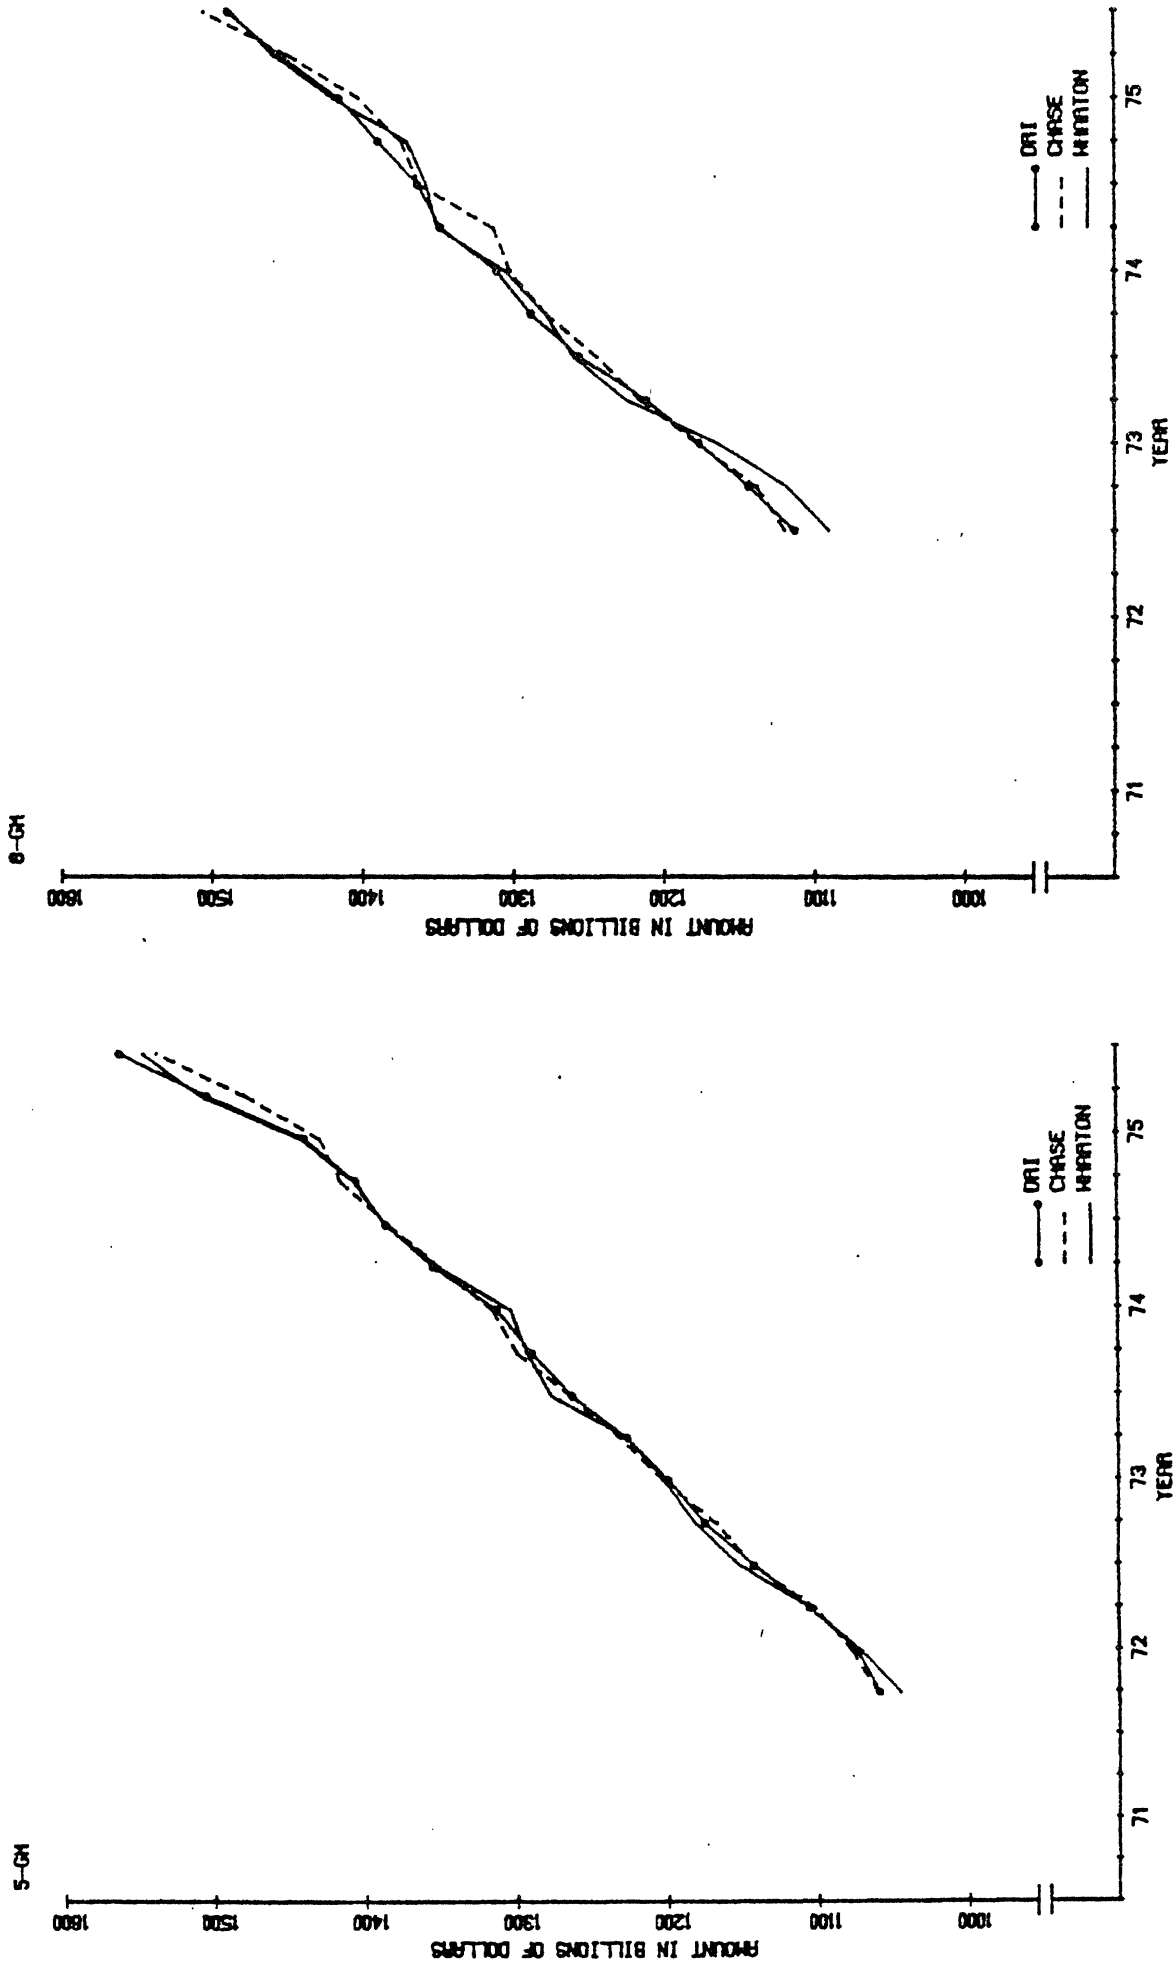 5-GM
AMOUNT IN BILLIONS OF DOLLARS
1600
1500
1400
1300
1200
1100
1000
DRI
CHASE
WHARTON
71
72
73
74
75
YEAR
8-GM
AMOUNT IN BILLIONS OF DOLLARS
1600
1500
1400
1300
1200
1100
1000
DRI
CHASE
WHARTON
71
72
73
74
75
YEAR